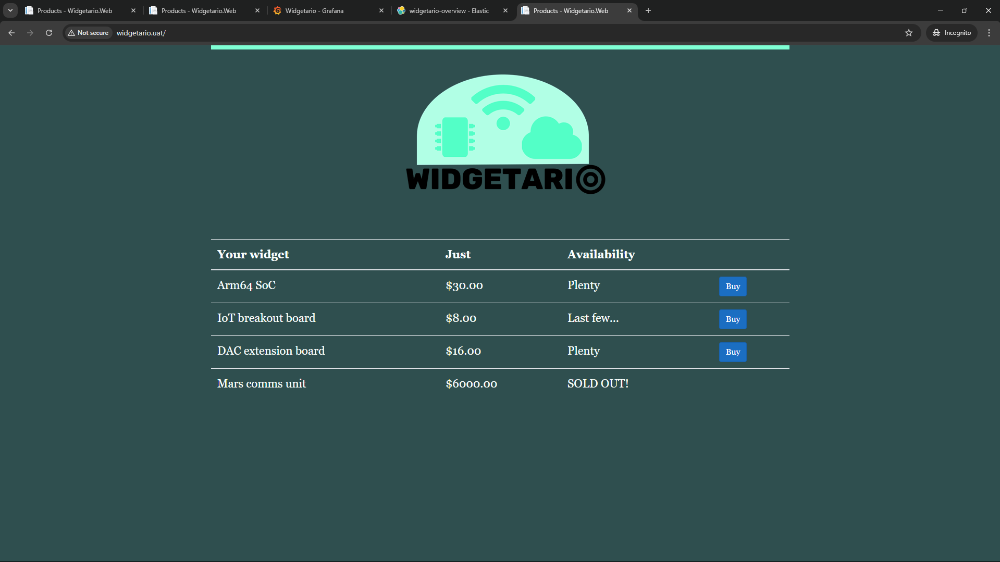 Products - Widgetario.Web
Products - Widgetario.Web
Widgetario - Grafana
widgetario-overview - Elastic
Products - Widgetario.Web
Not secure
widgetario.uat/
Incognito
WIDGETARIO
Your widget Just Availability
Arm64 SoC $30.00 Plenty Buy
IoT breakout board $8.00 Last few... Buy
DAC extension board $16.00 Plenty Buy
Mars comms unit $6000.00 SOLD OUT!